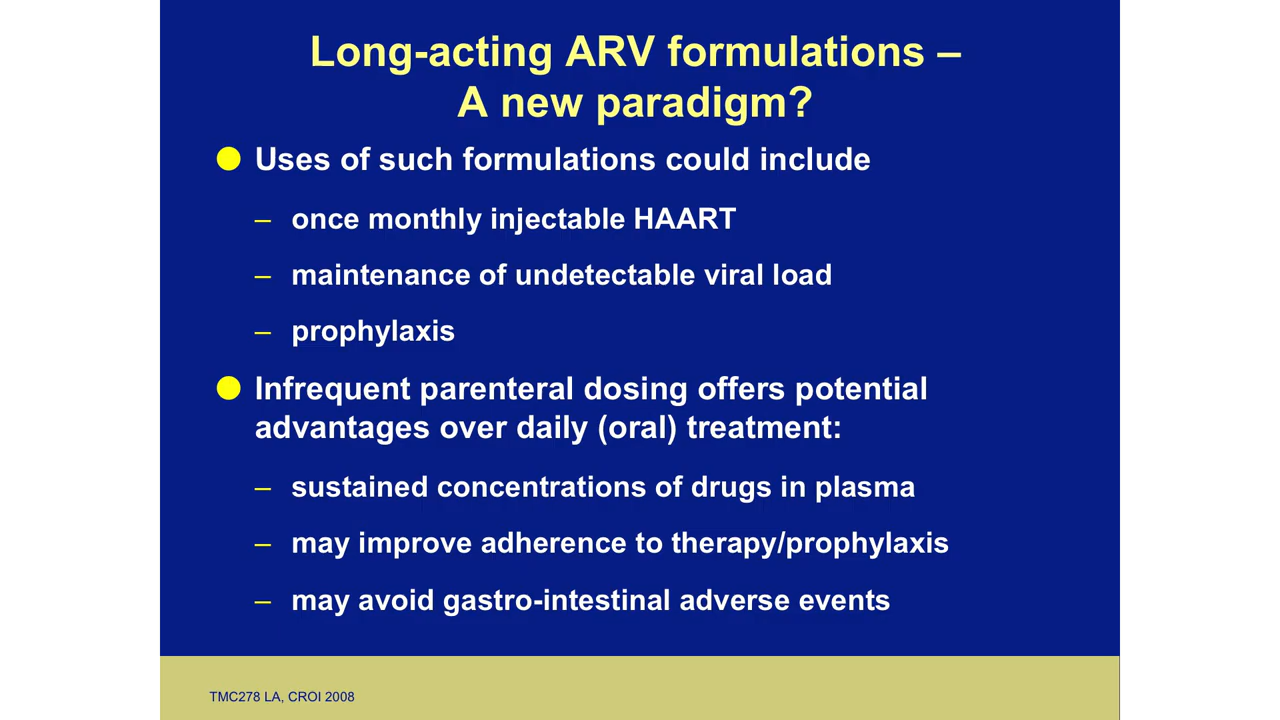 Long-acting ARV formulations –
A new paradigm?
Uses of such formulations could include
– once monthly injectable HAART
– maintenance of undetectable viral load
– prophylaxis
Infrequent parenteral dosing offers potential
advantages over daily (oral) treatment:
– sustained concentrations of drugs in plasma
– may improve adherence to therapy/prophylaxis
– may avoid gastro-intestinal adverse events
TMC278 LA, CROI 2008